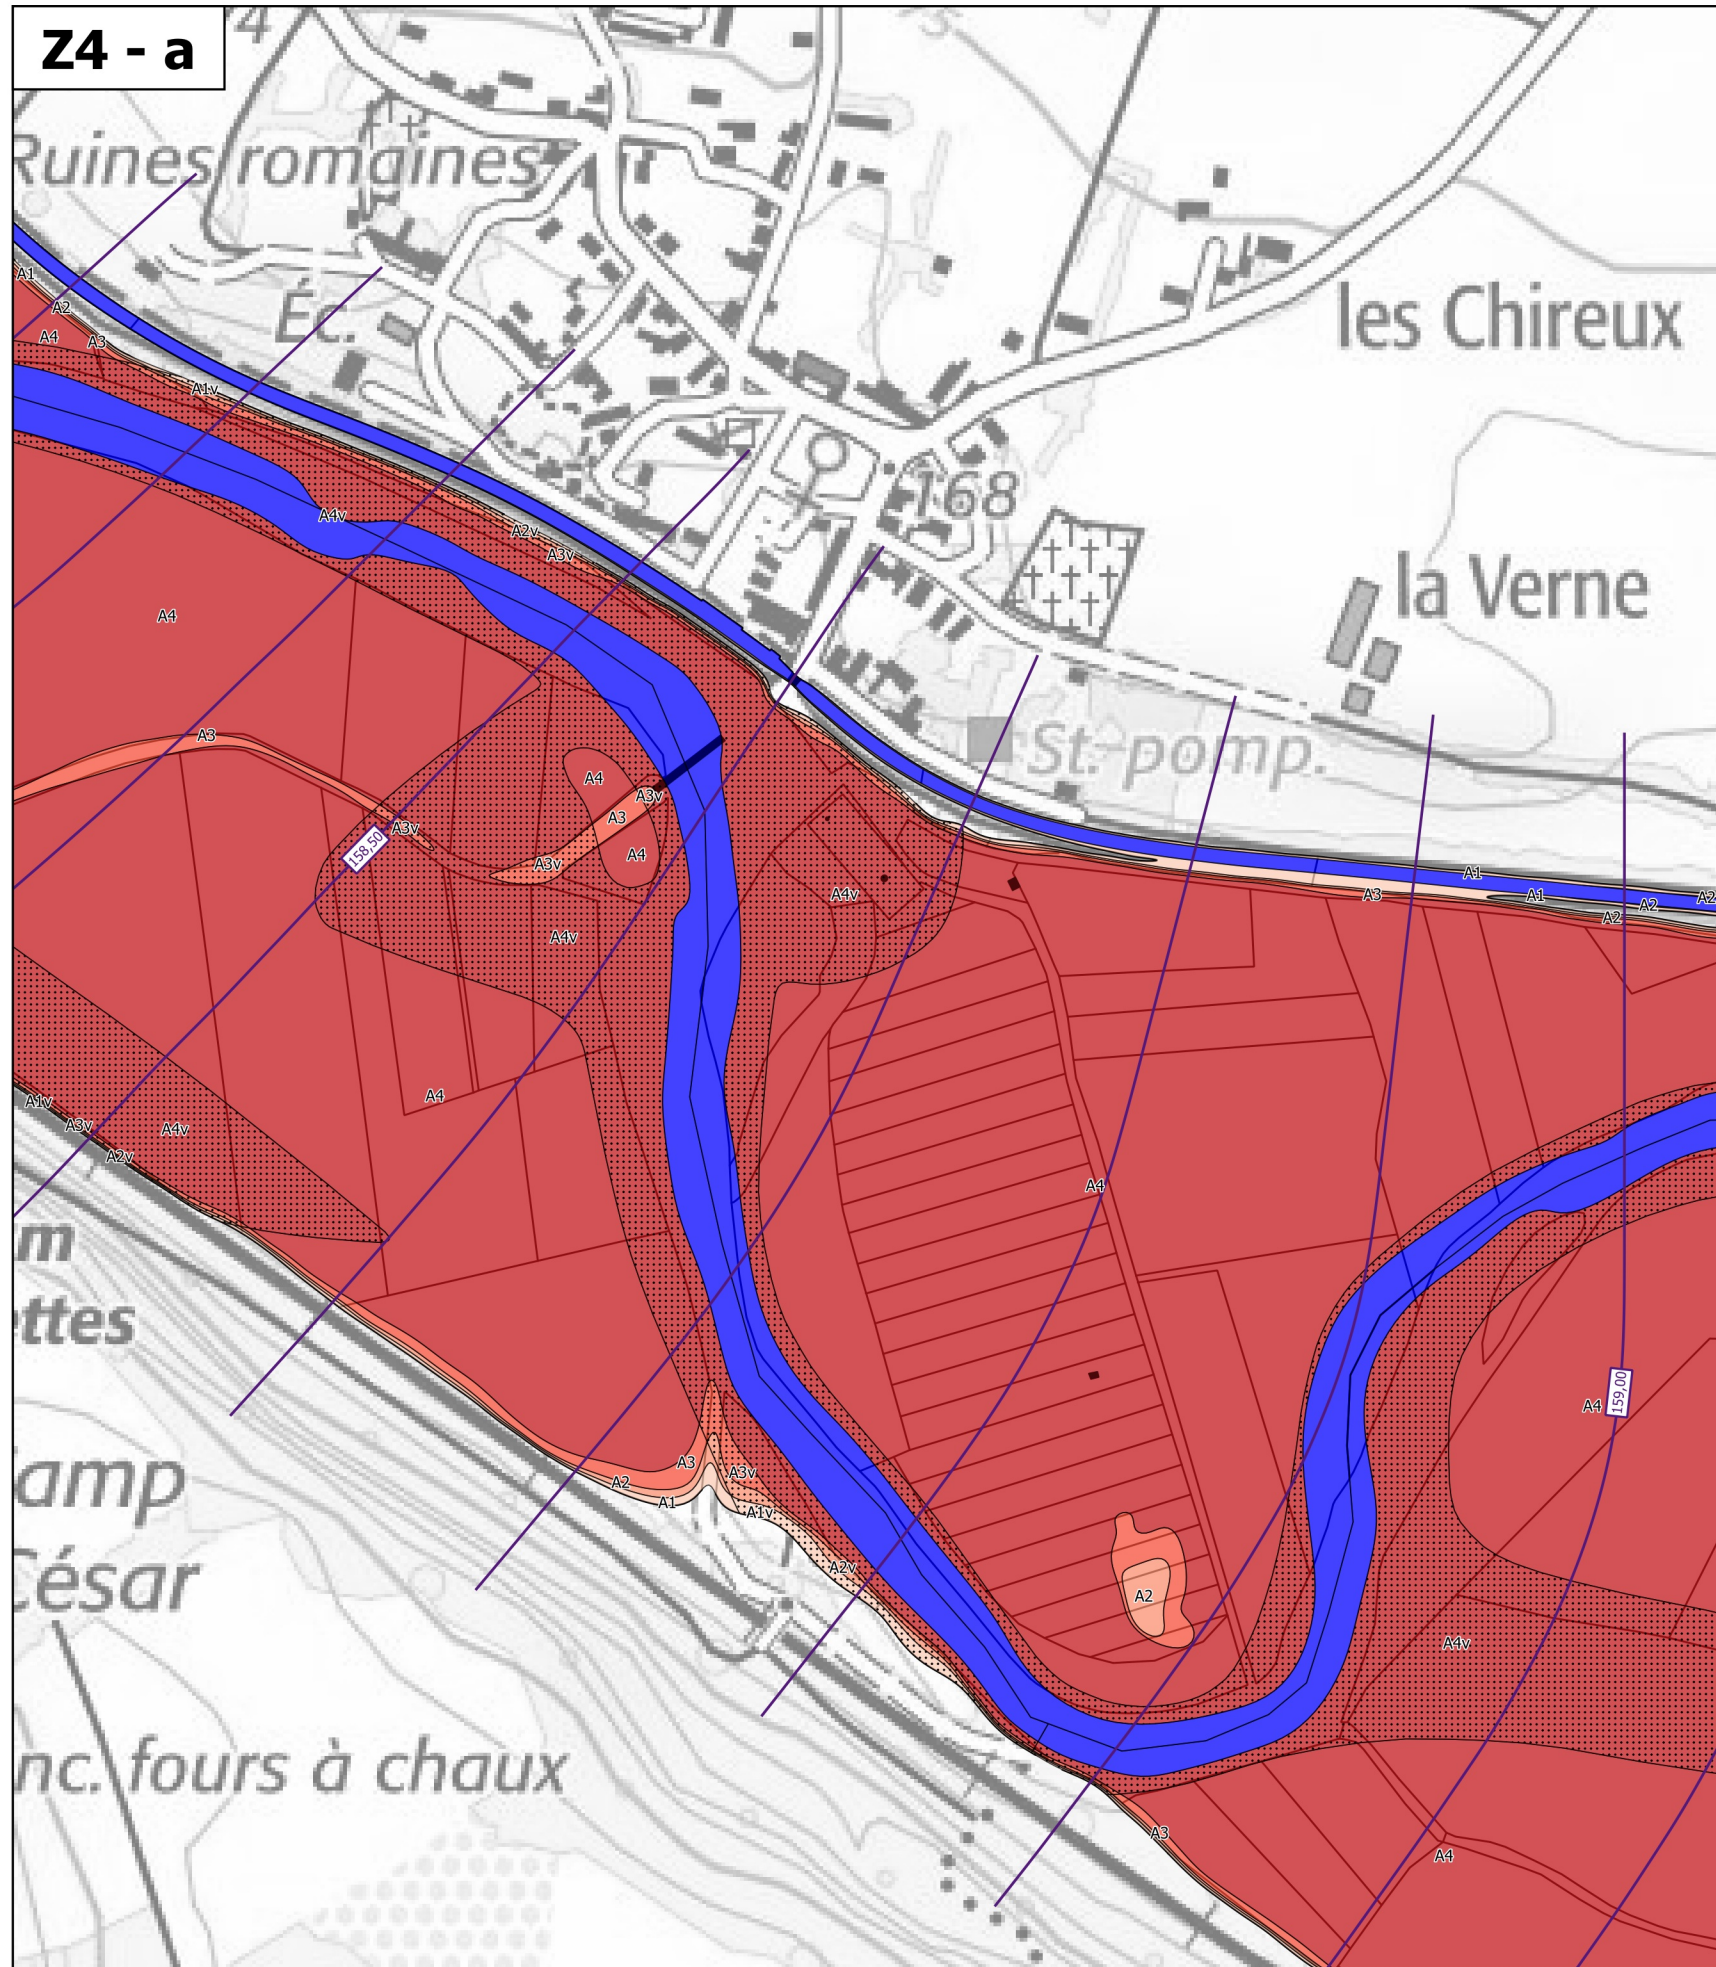 Z4 - a
4
Ruines romaines
A1
A2
A4
A3
Éc.
les Chireux
A1v
168
A4v
A2v
A3v
la Verne
A4
A3
St.-pomp.
A4
A3v
A3
A3v
158,50
A3v
A4
A4v
A4v
A1
A3
A1
A2
A2
A2
A4
A1v
A3v
A4v
A2v
A4
m
ettes
159,00
A4
A3
A3v
A2
A1
A1v
amp
César
A2v
A2
A4v
nc. fours à chaux
A3
A4